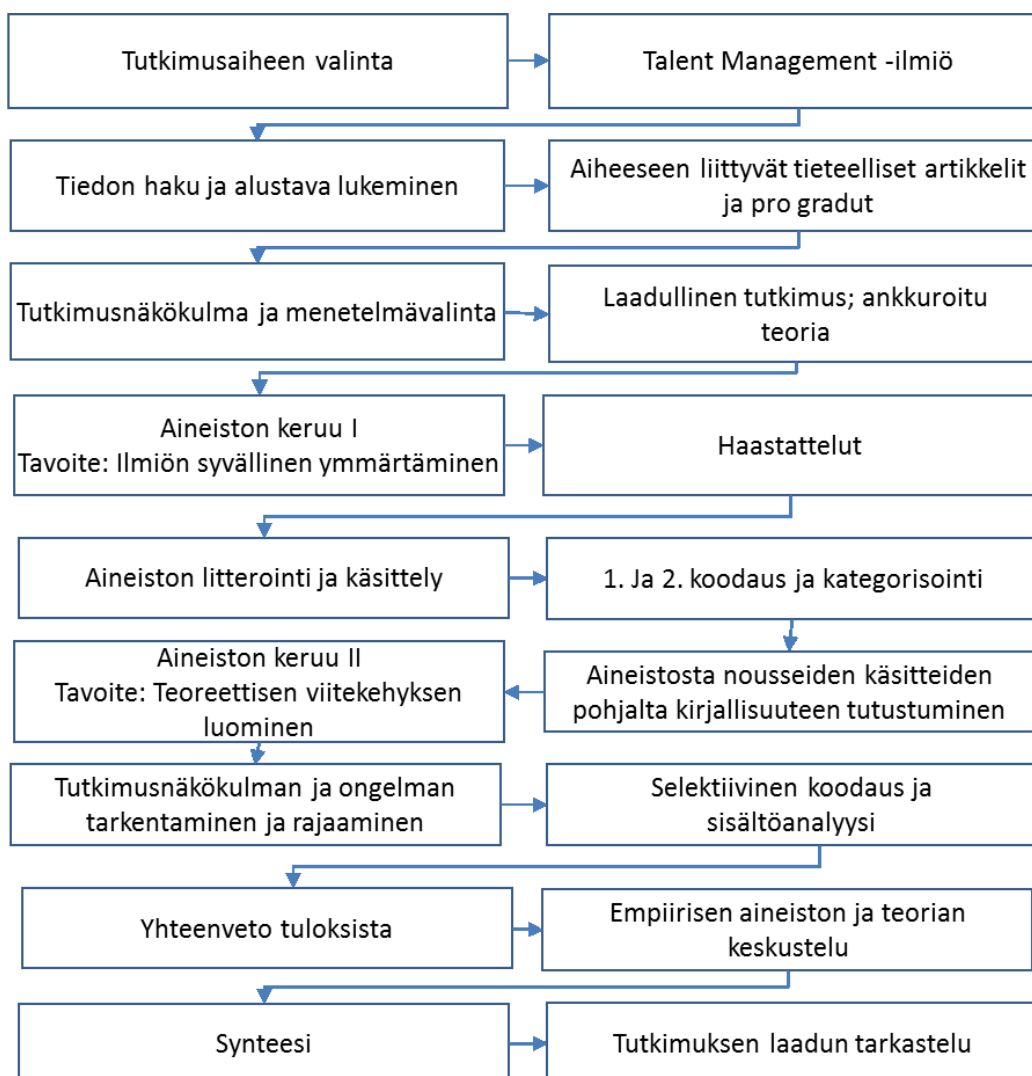 Tutkimusaiheen valinta
Talent Management -ilmiö
Tiedon haku ja alustava lukeminen
Aiheeseen liittyvät tieteelliset artikkelit
ja pro gradut
Tutkimusnäkökulma ja menetelmävalinta
Laadullinen tutkimus; ankkuroitu
teoria
Aineiston keruu I
Tavoite: Ilmiön syvällinen ymmärtäminen
Haastattelut
Aineiston litterointi ja käsittely
1. Ja 2. koodaus ja kategorisointi
Aineistosta nousseiden käsitteiden
pohjalta kirjallisuuteen tutustuminen
Aineiston keruu II
Tavoite: Teoreettisen viitekehyksen
luominen
Tutkimusnäkökulman ja ongelman
tarkentaminen ja rajaaminen
Selektiivinen koodaus ja
sisältöanalyysi
Yhteenveto tuloksista
Empiirisen aineiston ja teorian
keskustelu
Synteesi
Tutkimuksen laadun tarkastelu